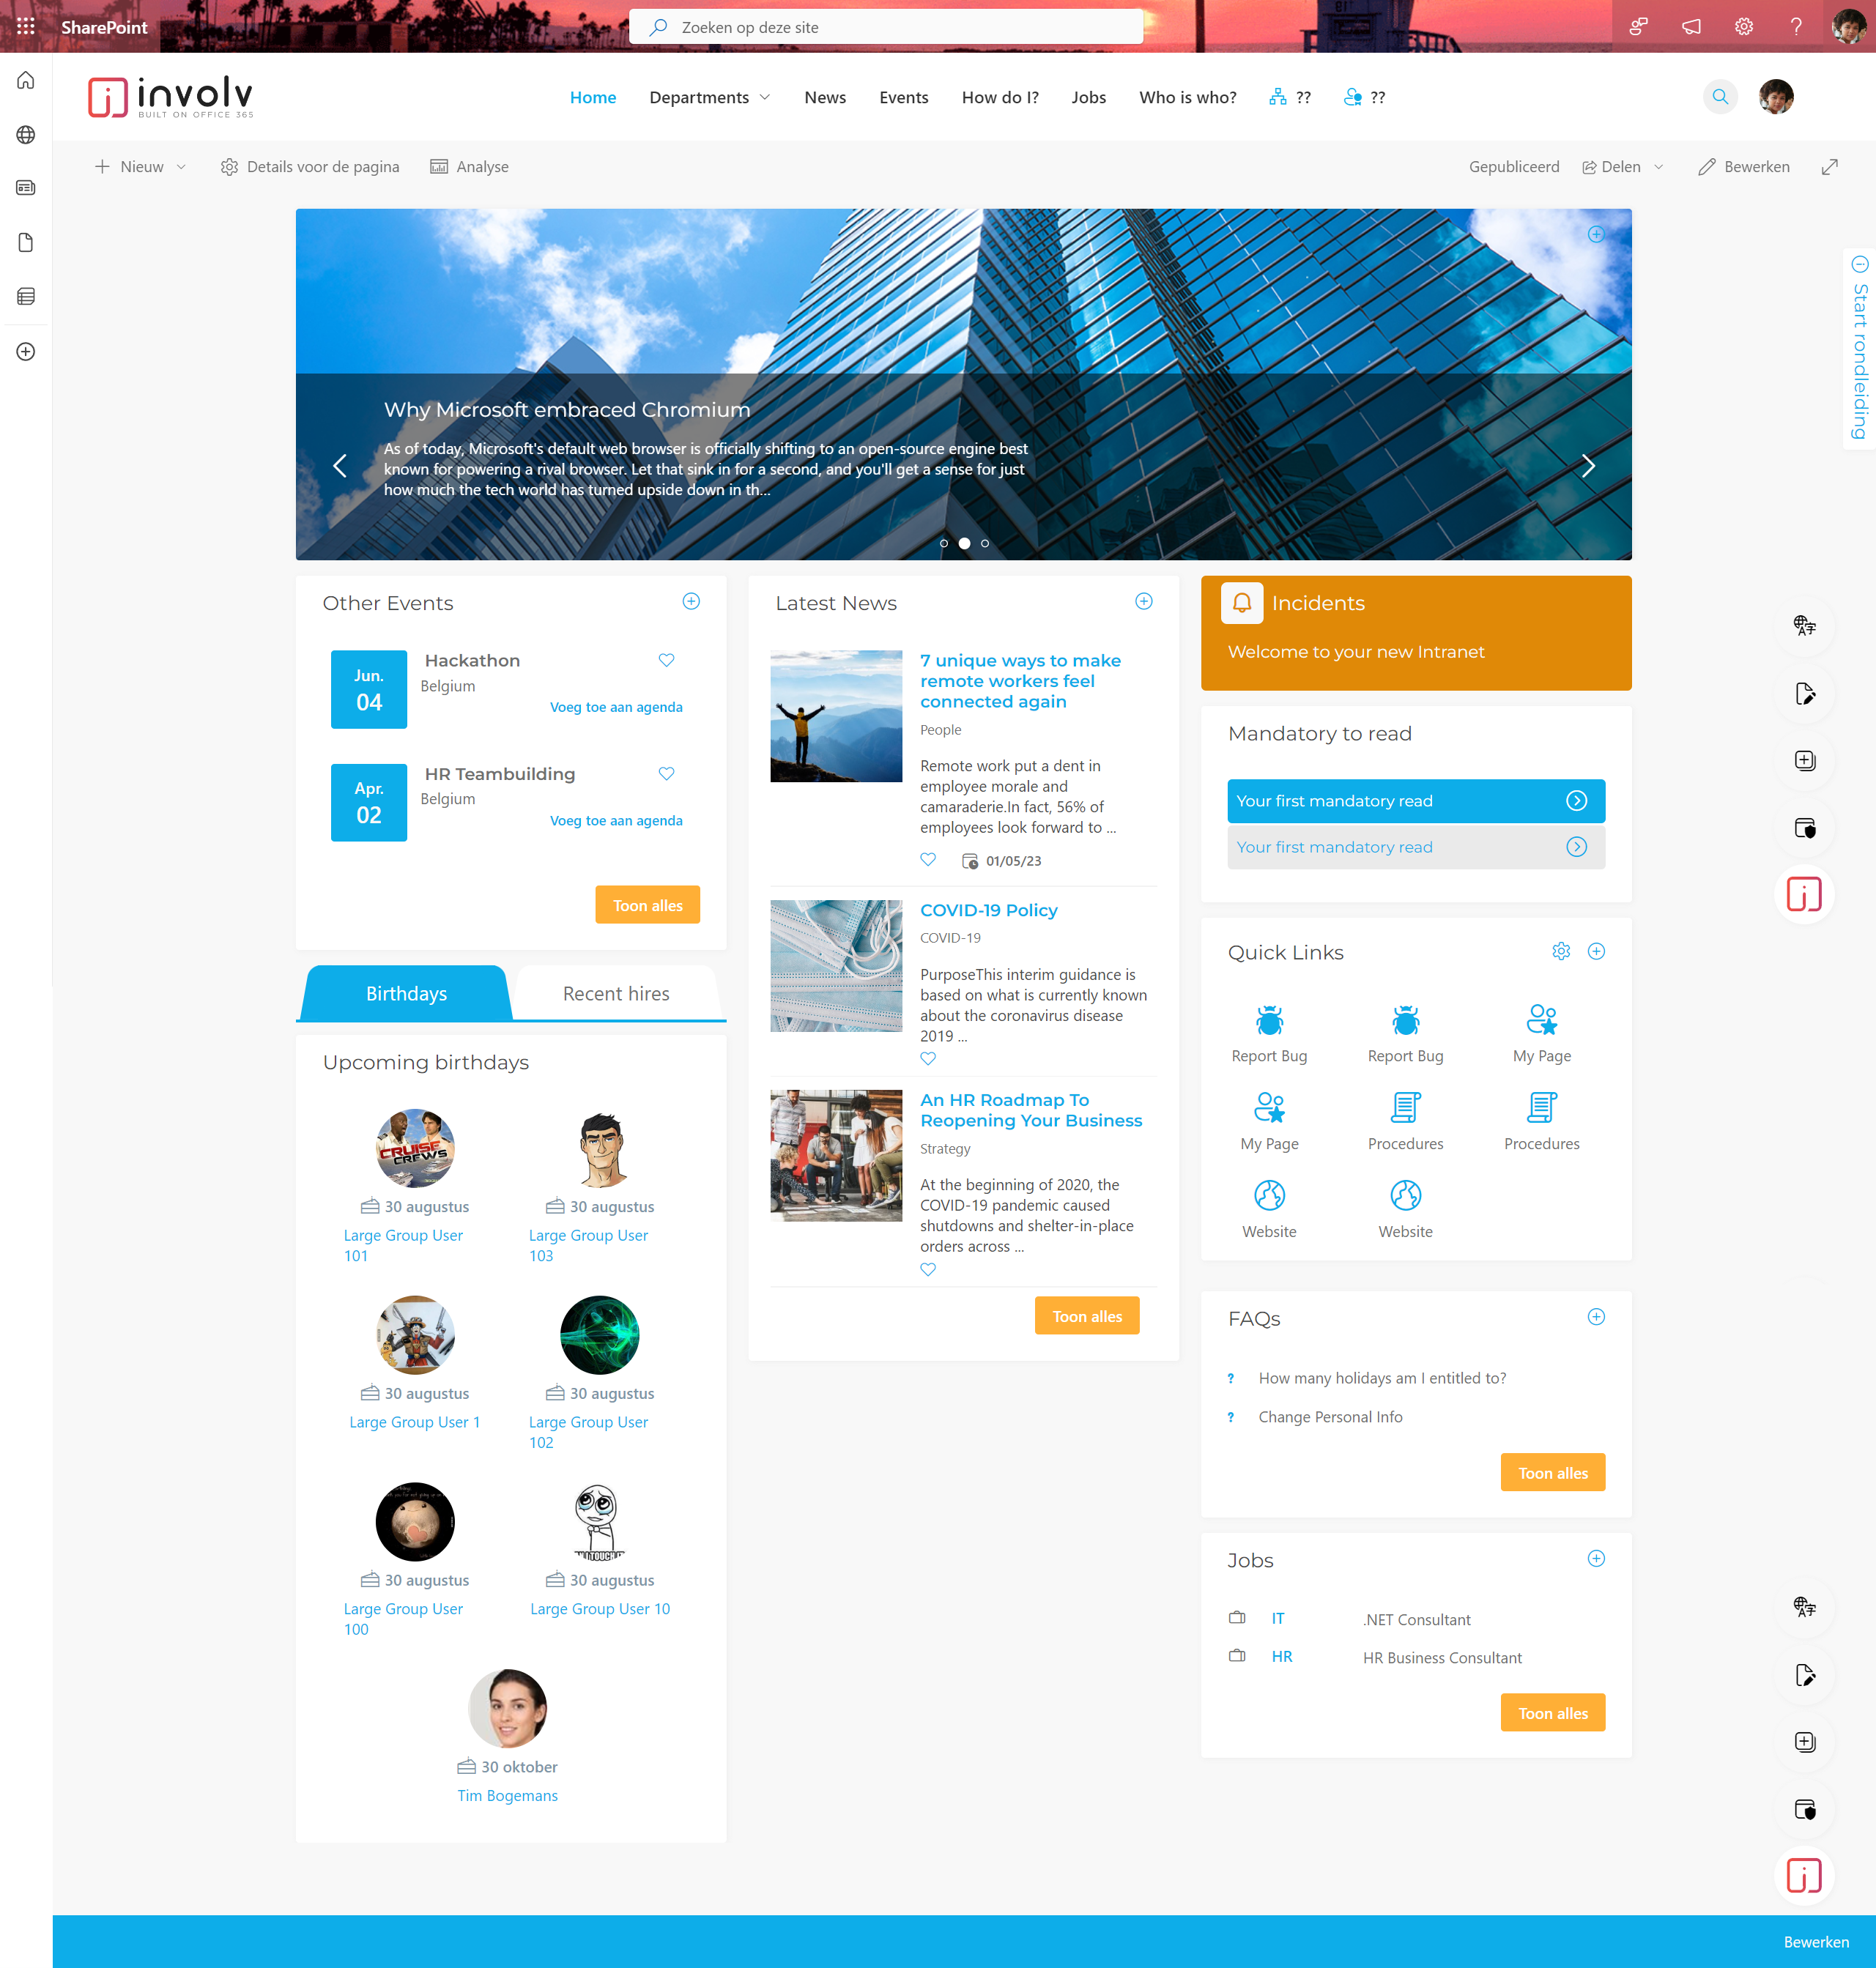 SharePoint
Zoeken op deze site
?
involv
BUILT ON OFFICE 365
Home
Departments
News
Events
How do I?
Jobs
Who is who?
??
??
Nieuw
Details voor de pagina
Analyse
Gepubliceerd
Delen
Bewerken
Start rondleiding
Why Microsoft embraced Chromium
As of today, Microsoft's default web browser is officially shifting to an open-source engine best
known for powering a rival browser. Let that sink in for a second, and you'll get a sense for just
how much the tech world has turned upside down in th...
Other Events
Jun.
04
Hackathon
Belgium
Voeg toe aan agenda
Apr.
02
HR Teambuilding
Belgium
Voeg toe aan agenda
Toon alles
Birthdays
Recent hires
Upcoming birthdays
CRUISE
CREWS
30 augustus
Large Group User
101
30 augustus
Large Group User
103
30 augustus
Large Group User 1
30 augustus
Large Group User
102
30 augustus
Large Group User
100
30 augustus
Large Group User 10
30 oktober
Tim Bogemans
Latest News
7 unique ways to make
remote workers feel
connected again
People
Remote work put a dent in
employee morale and
camaraderie.In fact, 56% of
employees look forward to ...
01/05/23
COVID-19 Policy
COVID-19
PurposeThis interim guidance is
based on what is currently known
about the coronavirus disease
2019 ...
An HR Roadmap To
Reopening Your Business
Strategy
At the beginning of 2020, the
COVID-19 pandemic caused
shutdowns and shelter-in-place
orders across ...
Toon alles
Incidents
Welcome to your new Intranet
Mandatory to read
Your first mandatory read
Your first mandatory read
Quick Links
Report Bug
Report Bug
My Page
My Page
Procedures
Procedures
Website
Website
FAQs
? How many holidays am I entitled to?
? Change Personal Info
Toon alles
Jobs
IT .NET Consultant
HR HR Business Consultant
Toon alles
Bewerken